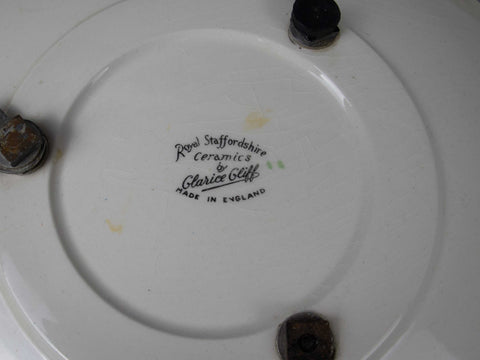 Royal Staffordshire
Ceramics
by
Clarice Cliff
MADE IN ENGLAND